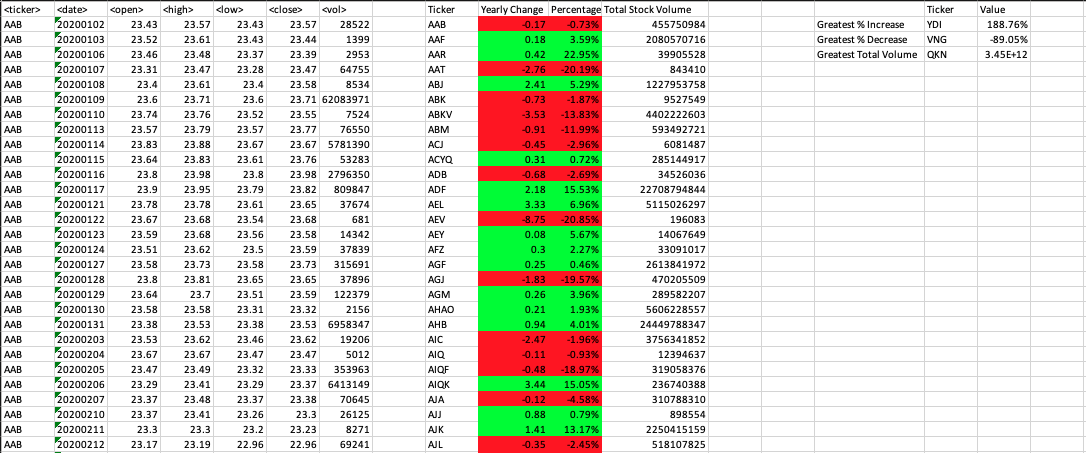 <ticker> <date> <open> <high> <low> <close> <vol> Ticker Yearly Change Percentage Total Stock Volume Ticker Value
AAB 20200102 23.43 23.57 23.43 23.57 28522 AAB -0.17 -0.73% 455750984 Greatest % Increase YDI 188.76%
AAB 20200103 23.52 23.61 23.43 23.44 1399 AAF 0.18 3.59% 2080570716 Greatest % Decrease VNG -89.05%
AAB 20200106 23.46 23.48 23.37 23.39 2953 AAR 0.42 22.95% 39905528 Greatest Total Volume QKN 3.45E+12
AAB 20200107 23.31 23.47 23.28 23.47 64755 AAT -2.76 -20.19% 843410
AAB 20200108 23.4 23.61 23.4 23.58 8534 ABJ 2.41 5.29% 1227953758
AAB 20200109 23.6 23.71 23.6 23.71 62083971 ABK -0.73 -1.87% 9527549
AAB 20200110 23.74 23.76 23.52 23.55 7524 ABKV -3.53 -13.83% 4402222603
AAB 20200113 23.57 23.79 23.57 23.77 76550 ABM -0.91 -11.99% 593492721
AAB 20200114 23.83 23.88 23.67 23.67 5781390 ACJ -0.45 -2.96% 6081487
AAB 20200115 23.64 23.83 23.61 23.76 53283 ACYQ 0.31 0.72% 285144917
AAB 20200116 23.8 23.98 23.8 23.98 2796350 ADB -0.68 -2.69% 34526036
AAB 20200117 23.9 23.95 23.79 23.82 809847 ADF 2.18 15.53% 22708794844
AAB 20200121 23.78 23.78 23.61 23.65 37674 AEL 3.33 6.96% 5115026297
AAB 20200122 23.67 23.68 23.54 23.68 681 AEV -8.75 -20.85% 196083
AAB 20200123 23.59 23.68 23.56 23.58 14342 AEY 0.08 5.67% 14067649
AAB 20200124 23.51 23.62 23.5 23.59 37839 AFZ 0.3 2.27% 33091017
AAB 20200127 23.58 23.73 23.58 23.73 315691 AGF 0.25 0.46% 2613841972
AAB 20200128 23.8 23.81 23.65 23.65 37896 AGJ -1.83 -19.57% 470205509
AAB 20200129 23.64 23.7 23.51 23.59 122379 AGM 0.26 3.96% 289582207
AAB 20200130 23.58 23.58 23.31 23.32 2156 AHAO 0.21 1.93% 5606228557
AAB 20200131 23.38 23.53 23.38 23.53 6958347 AHB 0.94 4.01% 24449788347
AAB 20200203 23.53 23.62 23.46 23.62 19206 AIC -2.47 -1.96% 3756341852
AAB 20200204 23.67 23.67 23.47 23.47 5012 AIQ -0.11 -0.93% 12394637
AAB 20200205 23.47 23.49 23.32 23.33 353963 AIQF -0.48 -18.97% 319058376
AAB 20200206 23.29 23.41 23.29 23.37 6413149 AIQK 3.44 15.05% 236740388
AAB 20200207 23.37 23.48 23.37 23.38 70645 AJA -0.12 -4.58% 310788310
AAB 20200210 23.37 23.41 23.26 23.3 26125 AJJ 0.88 0.79% 898554
AAB 20200211 23.3 23.3 23.2 23.23 8271 AJK 1.41 13.17% 2250415159
AAB 20200212 23.17 23.19 22.96 22.96 69241 AJL -0.35 -2.45% 518107825